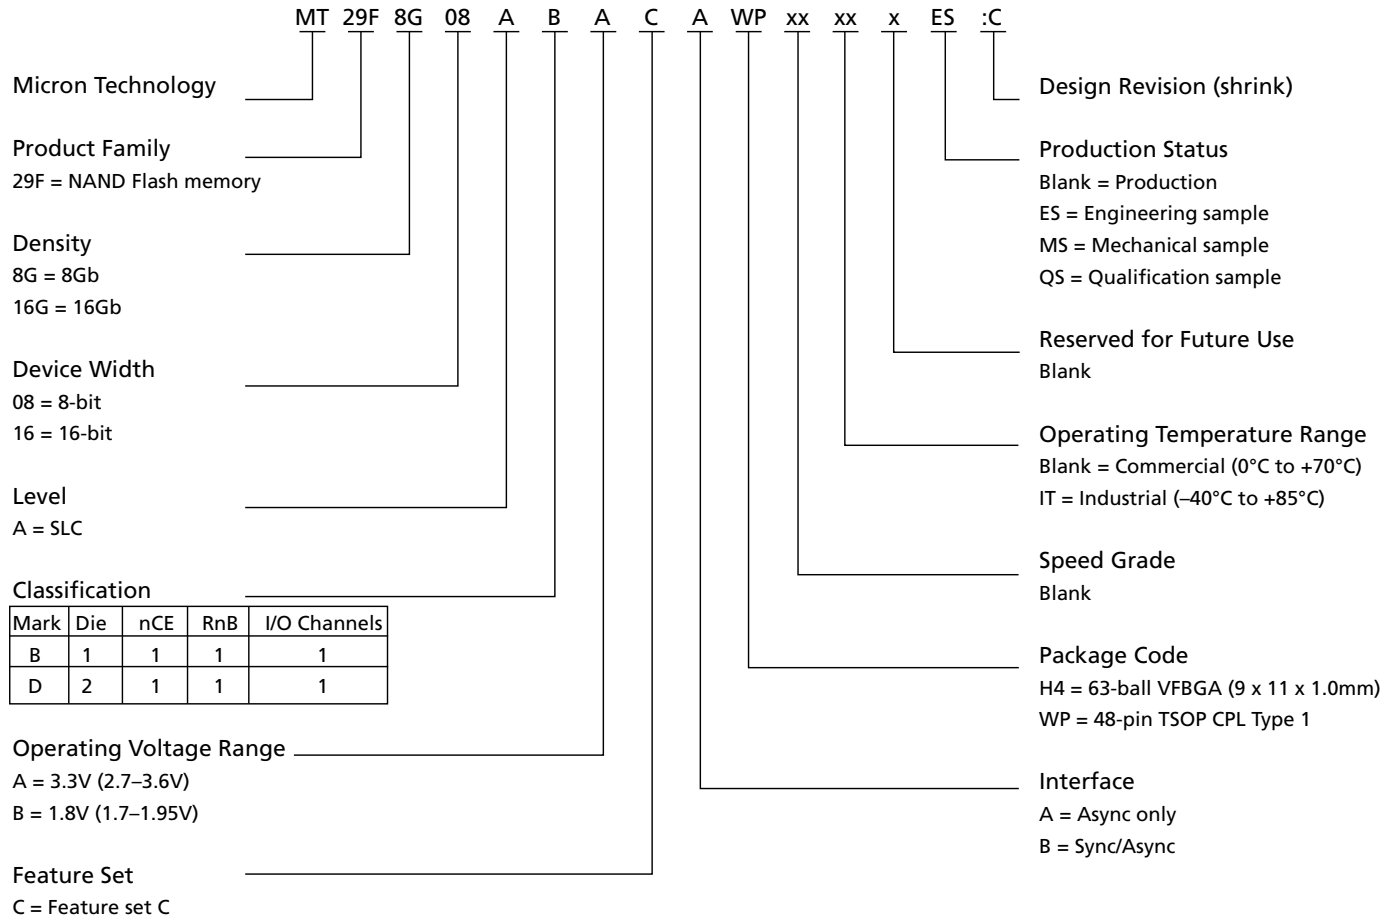 MT 29F 8G 08 A B A C A WP xx xx x ES :C
Micron Technology
Product Family
29F = NAND Flash memory
Density
8G = 8Gb
16G = 16Gb
Device Width
08 = 8-bit
16 = 16-bit
Level
A = SLC
Classification
Mark Die nCE RnB I/O Channels
B 1 1 1 1
D 2 1 1 1
Operating Voltage Range
A = 3.3V (2.7–3.6V)
B = 1.8V (1.7–1.95V)
Feature Set
C = Feature set C
Design Revision (shrink)
Production Status
Blank = Production
ES = Engineering sample
MS = Mechanical sample
QS = Qualification sample
Reserved for Future Use
Blank
Operating Temperature Range
Blank = Commercial (0°C to +70°C)
IT = Industrial (–40°C to +85°C)
Speed Grade
Blank
Package Code
H4 = 63-ball VFBGA (9 x 11 x 1.0mm)
WP = 48-pin TSOP CPL Type 1
Interface
A = Async only
B = Sync/Async